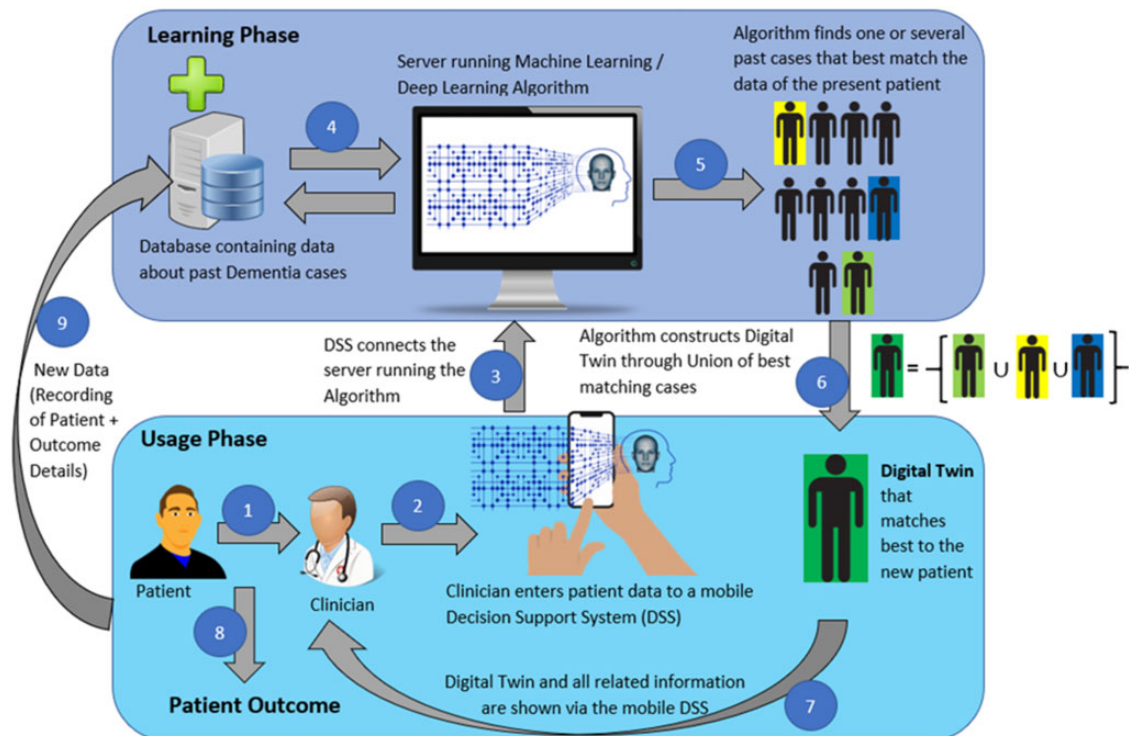 Learning Phase
Server running Machine Learning /
Deep Learning Algorithm
Algorithm finds one or several
past cases that best match the
data of the present patient
4
5
Database containing data
about past Dementia cases
9
New Data
(Recording
of Patient +
Outcome
Details)
DSS connects the
server running the
Algorithm
3
Algorithm constructs Digital
Twin through Union of best
matching cases
6
= { ∪ ∪ }
Usage Phase
1
2
Patient
Clinician
Clinician enters patient data to a mobile
Decision Support System (DSS)
Digital Twin
that
matches
best to the
new patient
8
Patient Outcome
Digital Twin and all related information
are shown via the mobile DSS
7